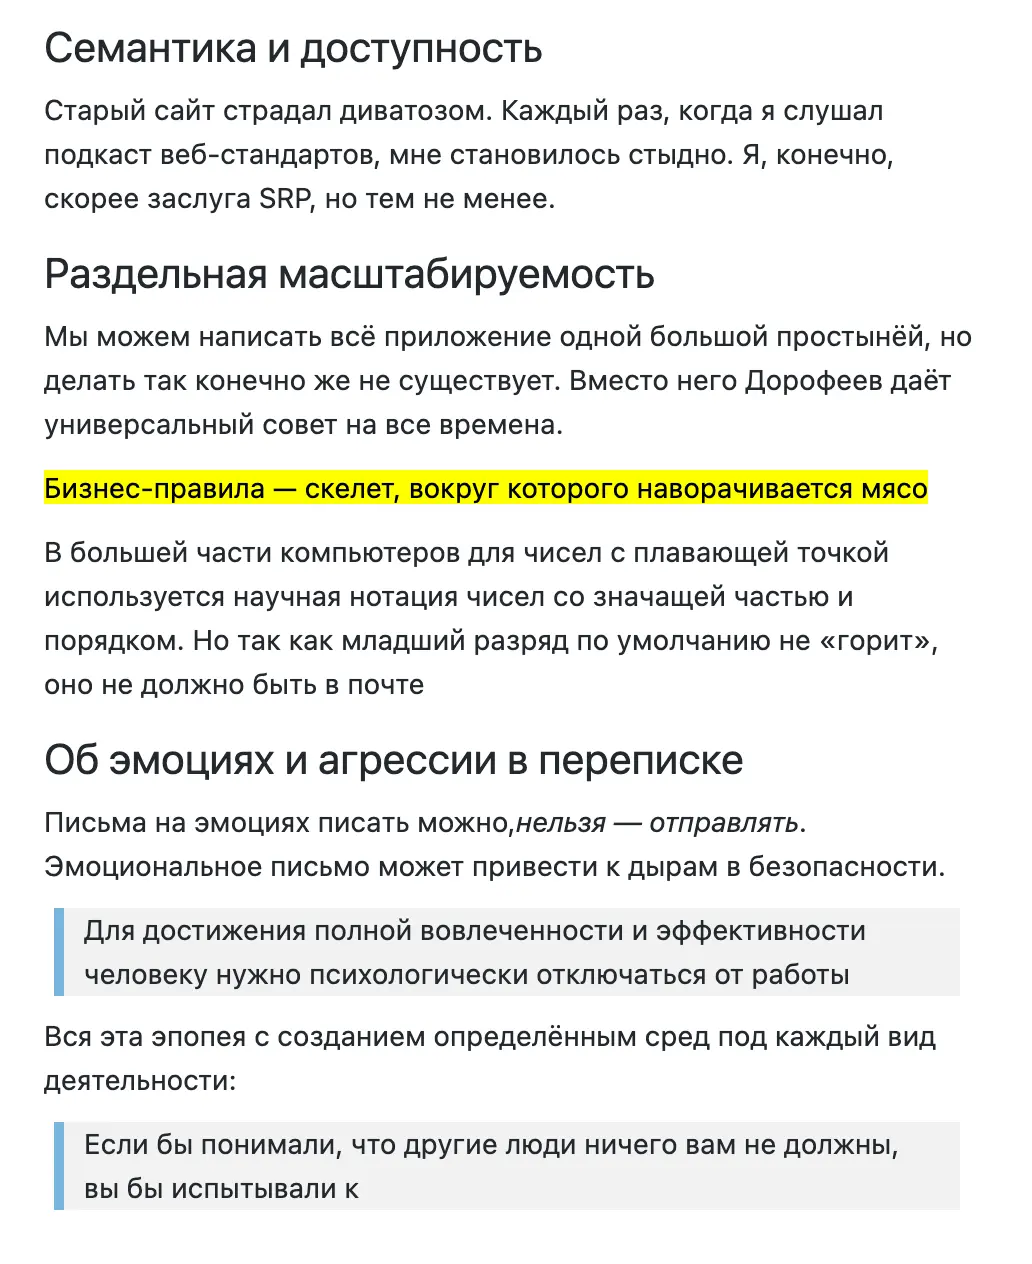 Семантика и доступность
Старый сайт страдал диватозом. Каждый раз, когда я слушал
подкаст веб-стандартов, мне становилось стыдно. Я, конечно,
скорее заслуга SRP, но тем не менее.
Раздельная масштабируемость
Мы можем написать всё приложение одной большой простынёй, но
делать так конечно же не существует. Вместо него Дорофеев даёт
универсальный совет на все времена.
Бизнес-правила — скелет, вокруг которого наворачивается мясо
В большей части компьютеров для чисел с плавающей точкой
используется научная нотация чисел со значащей частью и
порядком. Но так как младший разряд по умолчанию не «горит»,
оно не должно быть в почте
Об эмоциях и агрессии в переписке
Письма на эмоциях писать можно,нельзя — отправлять.
Эмоциональное письмо может привести к дырам в безопасности.
Для достижения полной вовлеченности и эффективности
человеку нужно психологически отключаться от работы
Вся эта эпопея с созданием определённым сред под каждый вид
деятельности:
Если бы понимали, что другие люди ничего вам не должны,
вы бы испытывали к